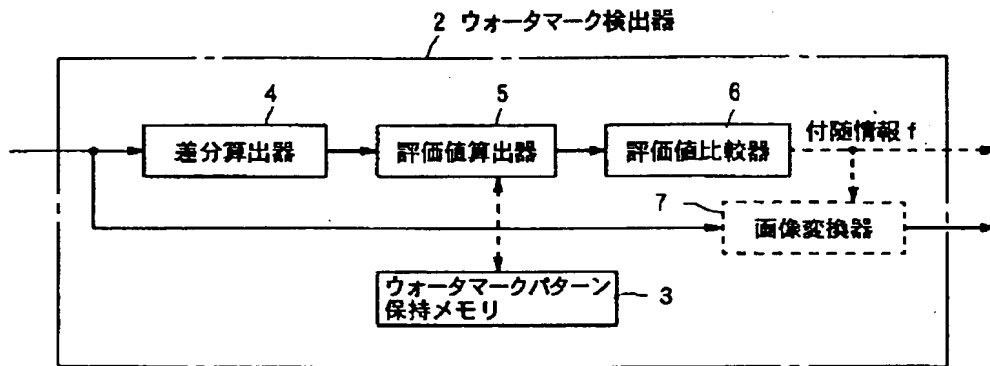 2 ウォータマーク検出器
4
5
6
差分算出器
評価値算出器
評価値比較器
付随情報 f
7
画像変換器
ウォータマークパターン
保持メモリ
3